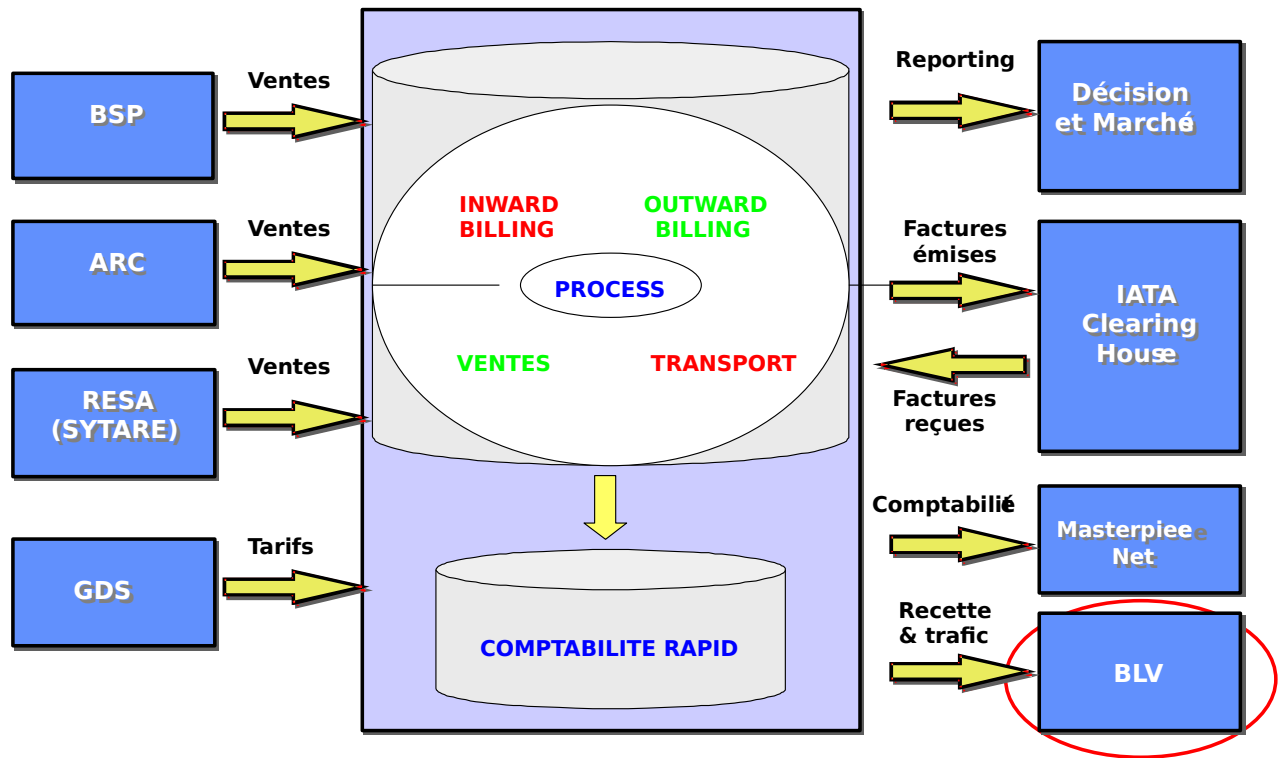 BSP
Ventes
ARC
Ventes
RESA
(SYTARE)
Ventes
GDS
Tarifs
INWARD
BILLING
OUTWARD
BILLING
PROCESS
VENTES
TRANSPORT
COMPTABILITE RAPID
Reporting
Décision
et Marché
Factures
émises
IATA
Clearing
House
Factures
reçues
Comptabilié
Masterpiece
Net
Recette
& trafic
BLV